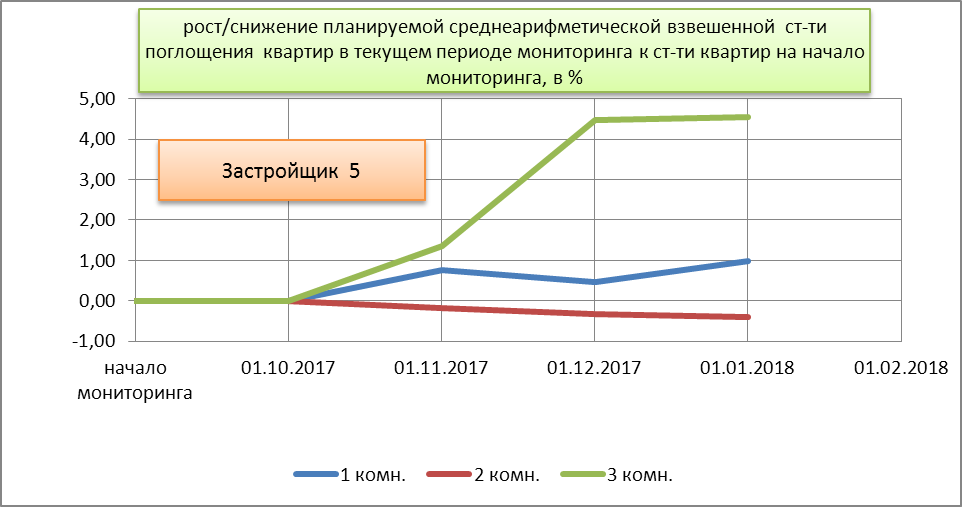 рост/снижение планируемой среднеарифметической взвешенной ст-ти
поглощения квартир в текущем периоде мониторинга к ст-ти квартир на начало
мониторинга, в %
5,00
4,00
3,00
2,00
1,00
0,00
-1,00
Застройщик 5
начало
мониторинга
01.10.2017
01.11.2017
01.12.2017
01.01.2018
01.02.2018
1 комн.
2 комн.
3 комн.